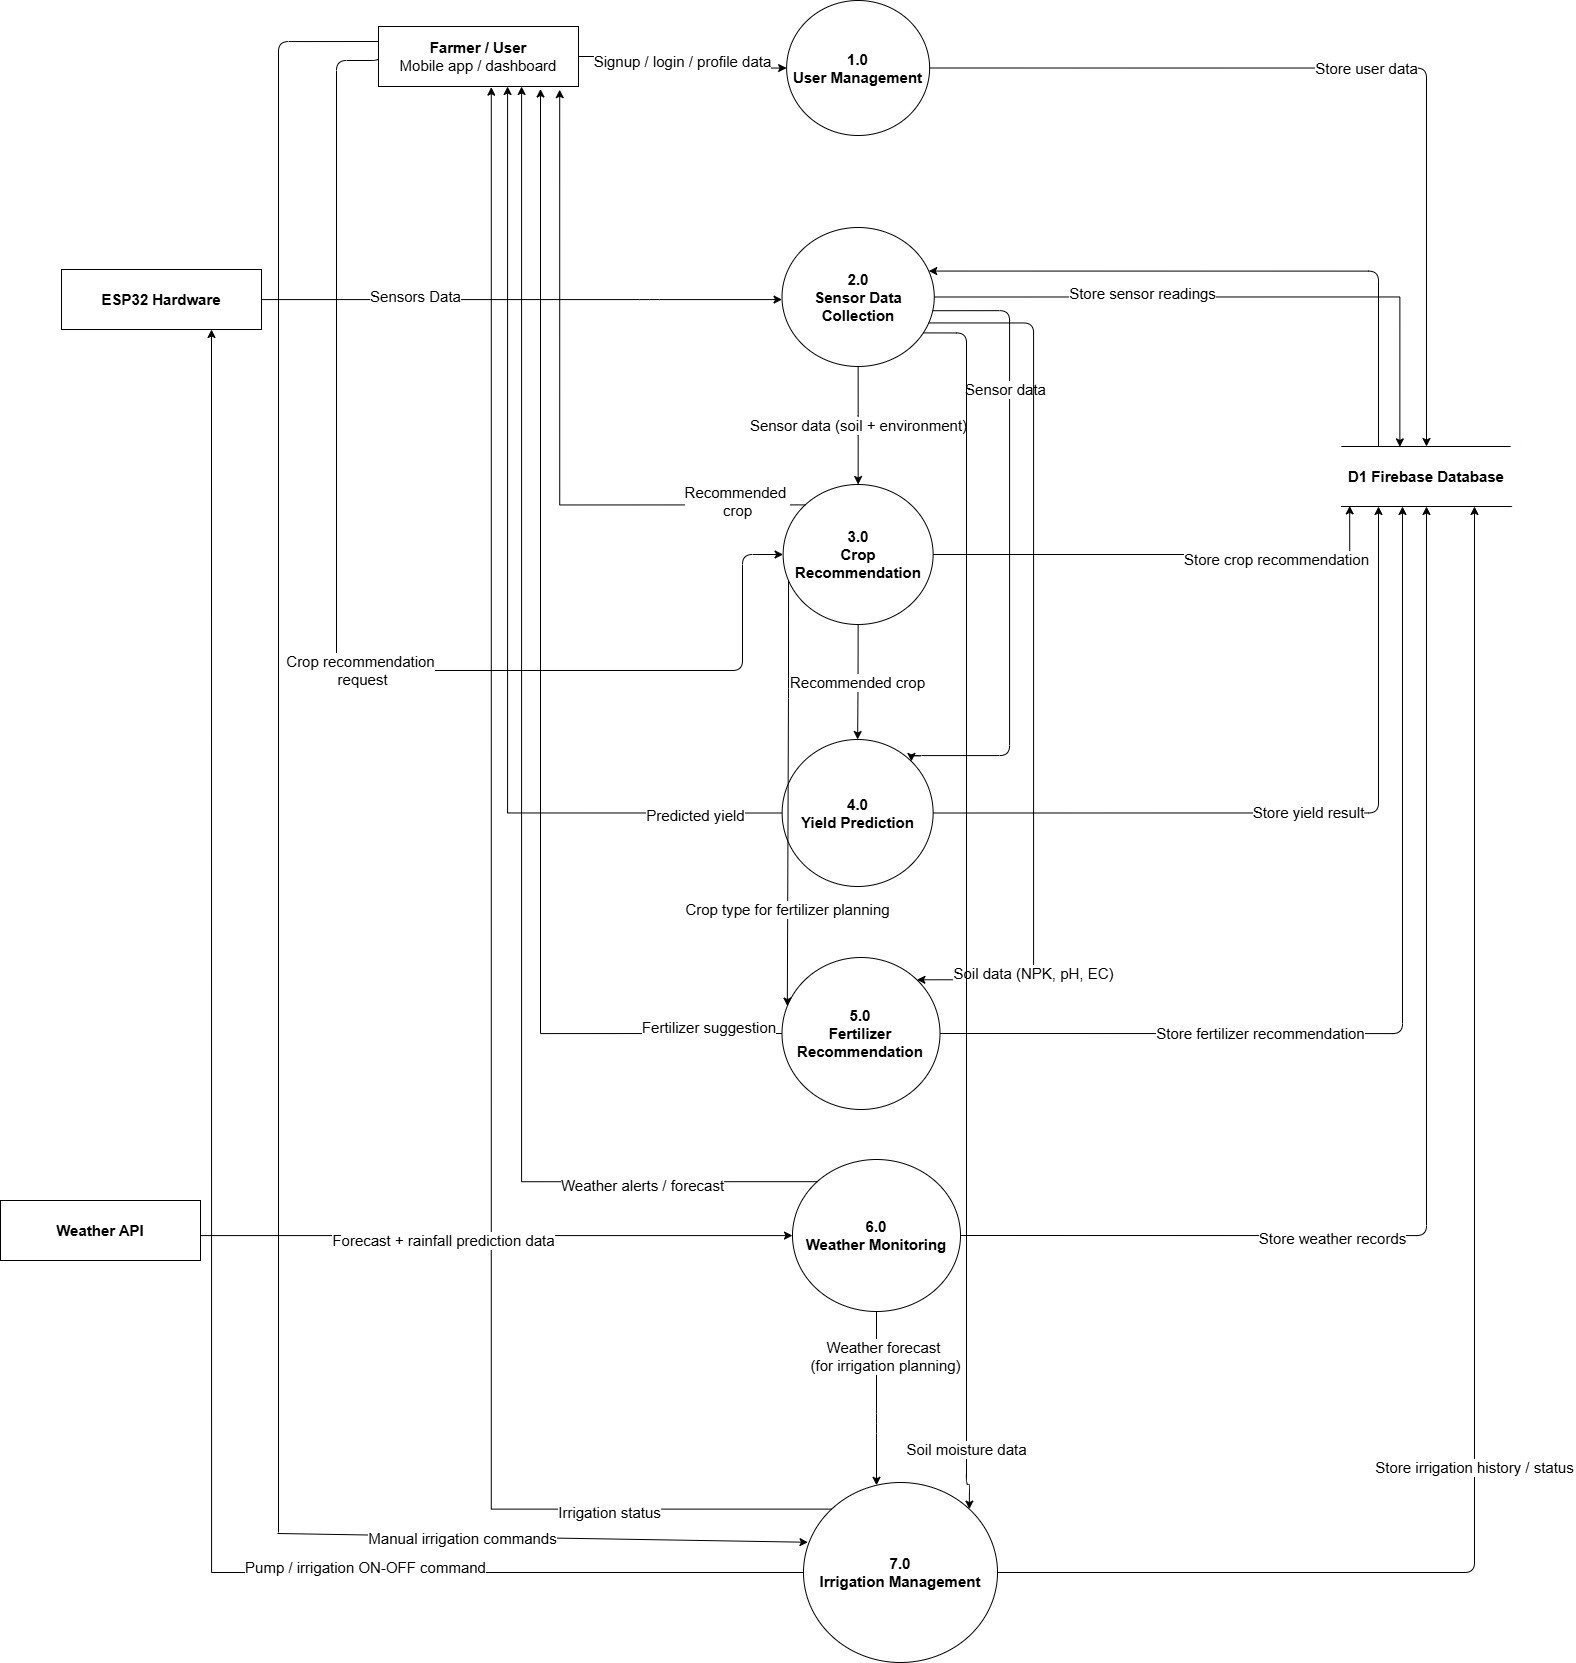 Farmer / User
Mobile app / dashboard
Signup / login / profile data
1.0
User Management
Store user data
ESP32 Hardware
Sensors Data
2.0
Sensor Data
Collection
Store sensor readings
Sensor data
Sensor data (soil + environment)
D1 Firebase Database
Recommended
crop
3.0
Crop
Recommendation
Store crop recommendation
Crop recommendation
request
Recommended crop
4.0
Yield Prediction
Predicted yield
Store yield result
Crop type for fertilizer planning
Soil data (NPK, pH, EC)
5.0
Fertilizer
Recommendation
Fertilizer suggestion
Store fertilizer recommendation
Weather alerts / forecast
Weather API
Forecast + rainfall prediction data
6.0
Weather Monitoring
Store weather records
Weather forecast
(for irrigation planning)
Soil moisture data
Store irrigation history / status
Irrigation status
Manual irrigation commands
Pump / irrigation ON-OFF command
7.0
Irrigation Management